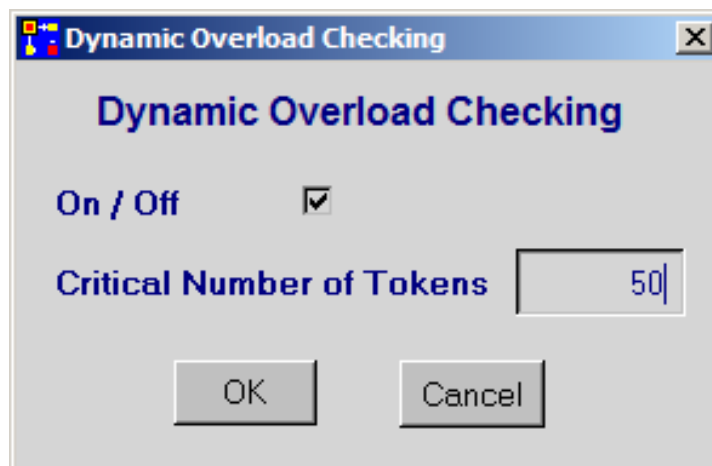 Dynamic Overload Checking
Dynamic Overload Checking
On / Off
Critical Number of Tokens 50
OK Cancel